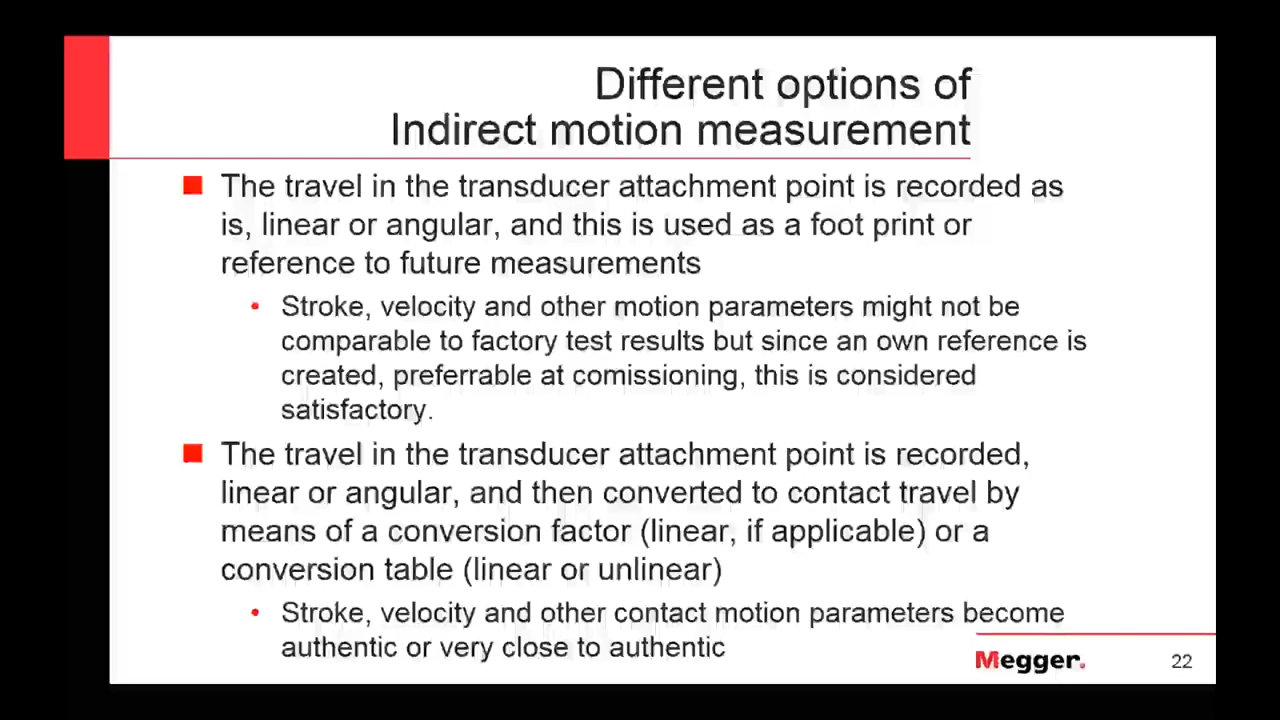 Different options of
Indirect motion measurement
The travel in the transducer attachment point is recorded as
is, linear or angular, and this is used as a foot print or
reference to future measurements
Stroke, velocity and other motion parameters might not be
comparable to factory test results but since an own reference is
created, preferrable at comissioning, this is considered
satisfactory.
The travel in the transducer attachment point is recorded,
linear or angular, and then converted to contact travel by
means of a conversion factor (linear, if applicable) or a
conversion table (linear or unlinear)
Stroke, velocity and other contact motion parameters become
authentic or very close to authentic
Megger.
22